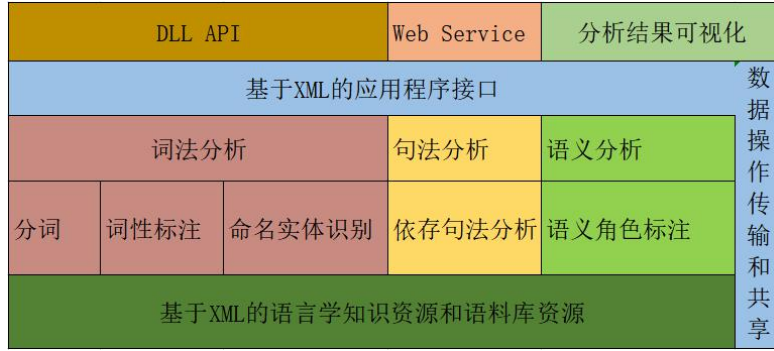 DLL API
Web Service
分析结果可视化
基于XML的应用程序接口
词法分析
句法分析
语义分析
分词
词性标注
命名实体识别
依存句法分析
语义角色标注
基于XML的语言学知识资源和语料库资源
数据操作传输和共享